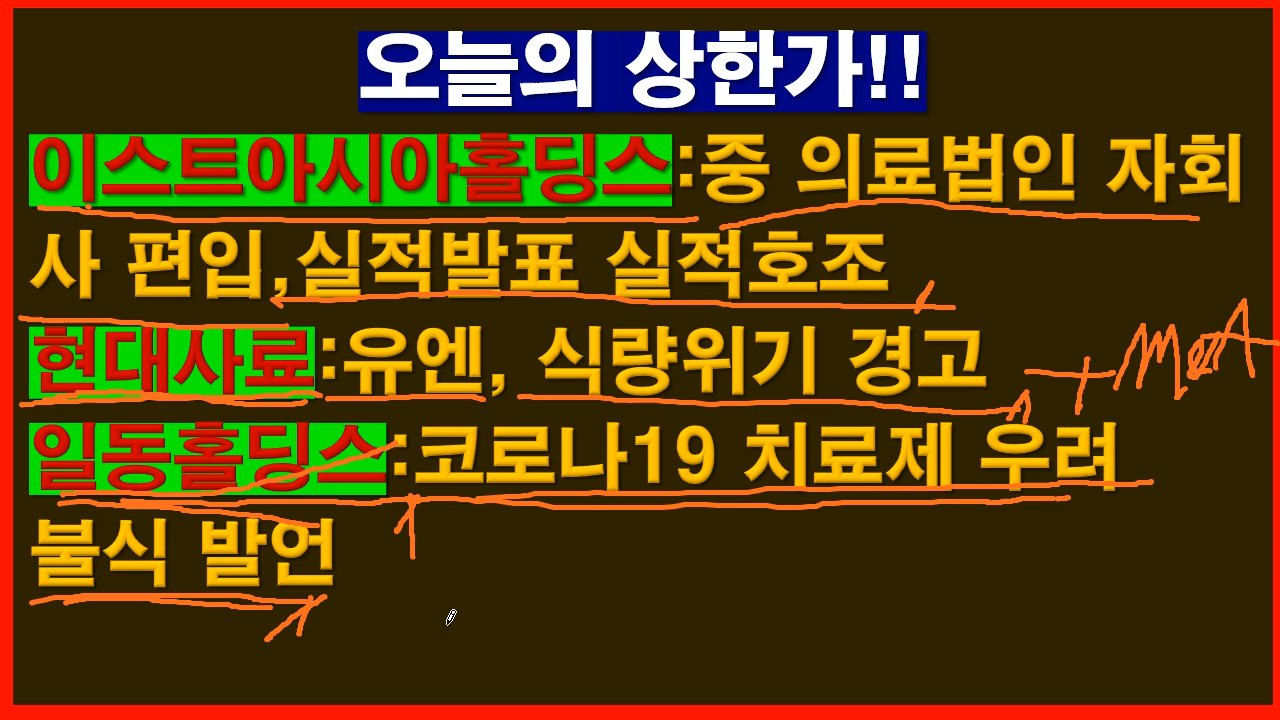 오늘의 상한가!!
이스트아시아홀딩스:중 의료법인 자회
사 편입,실적발표 실적호조
현대사료:유엔, 식량위기 경고 + M&A
일동홀딩스:코로나19 치료제 우려
불식 발언